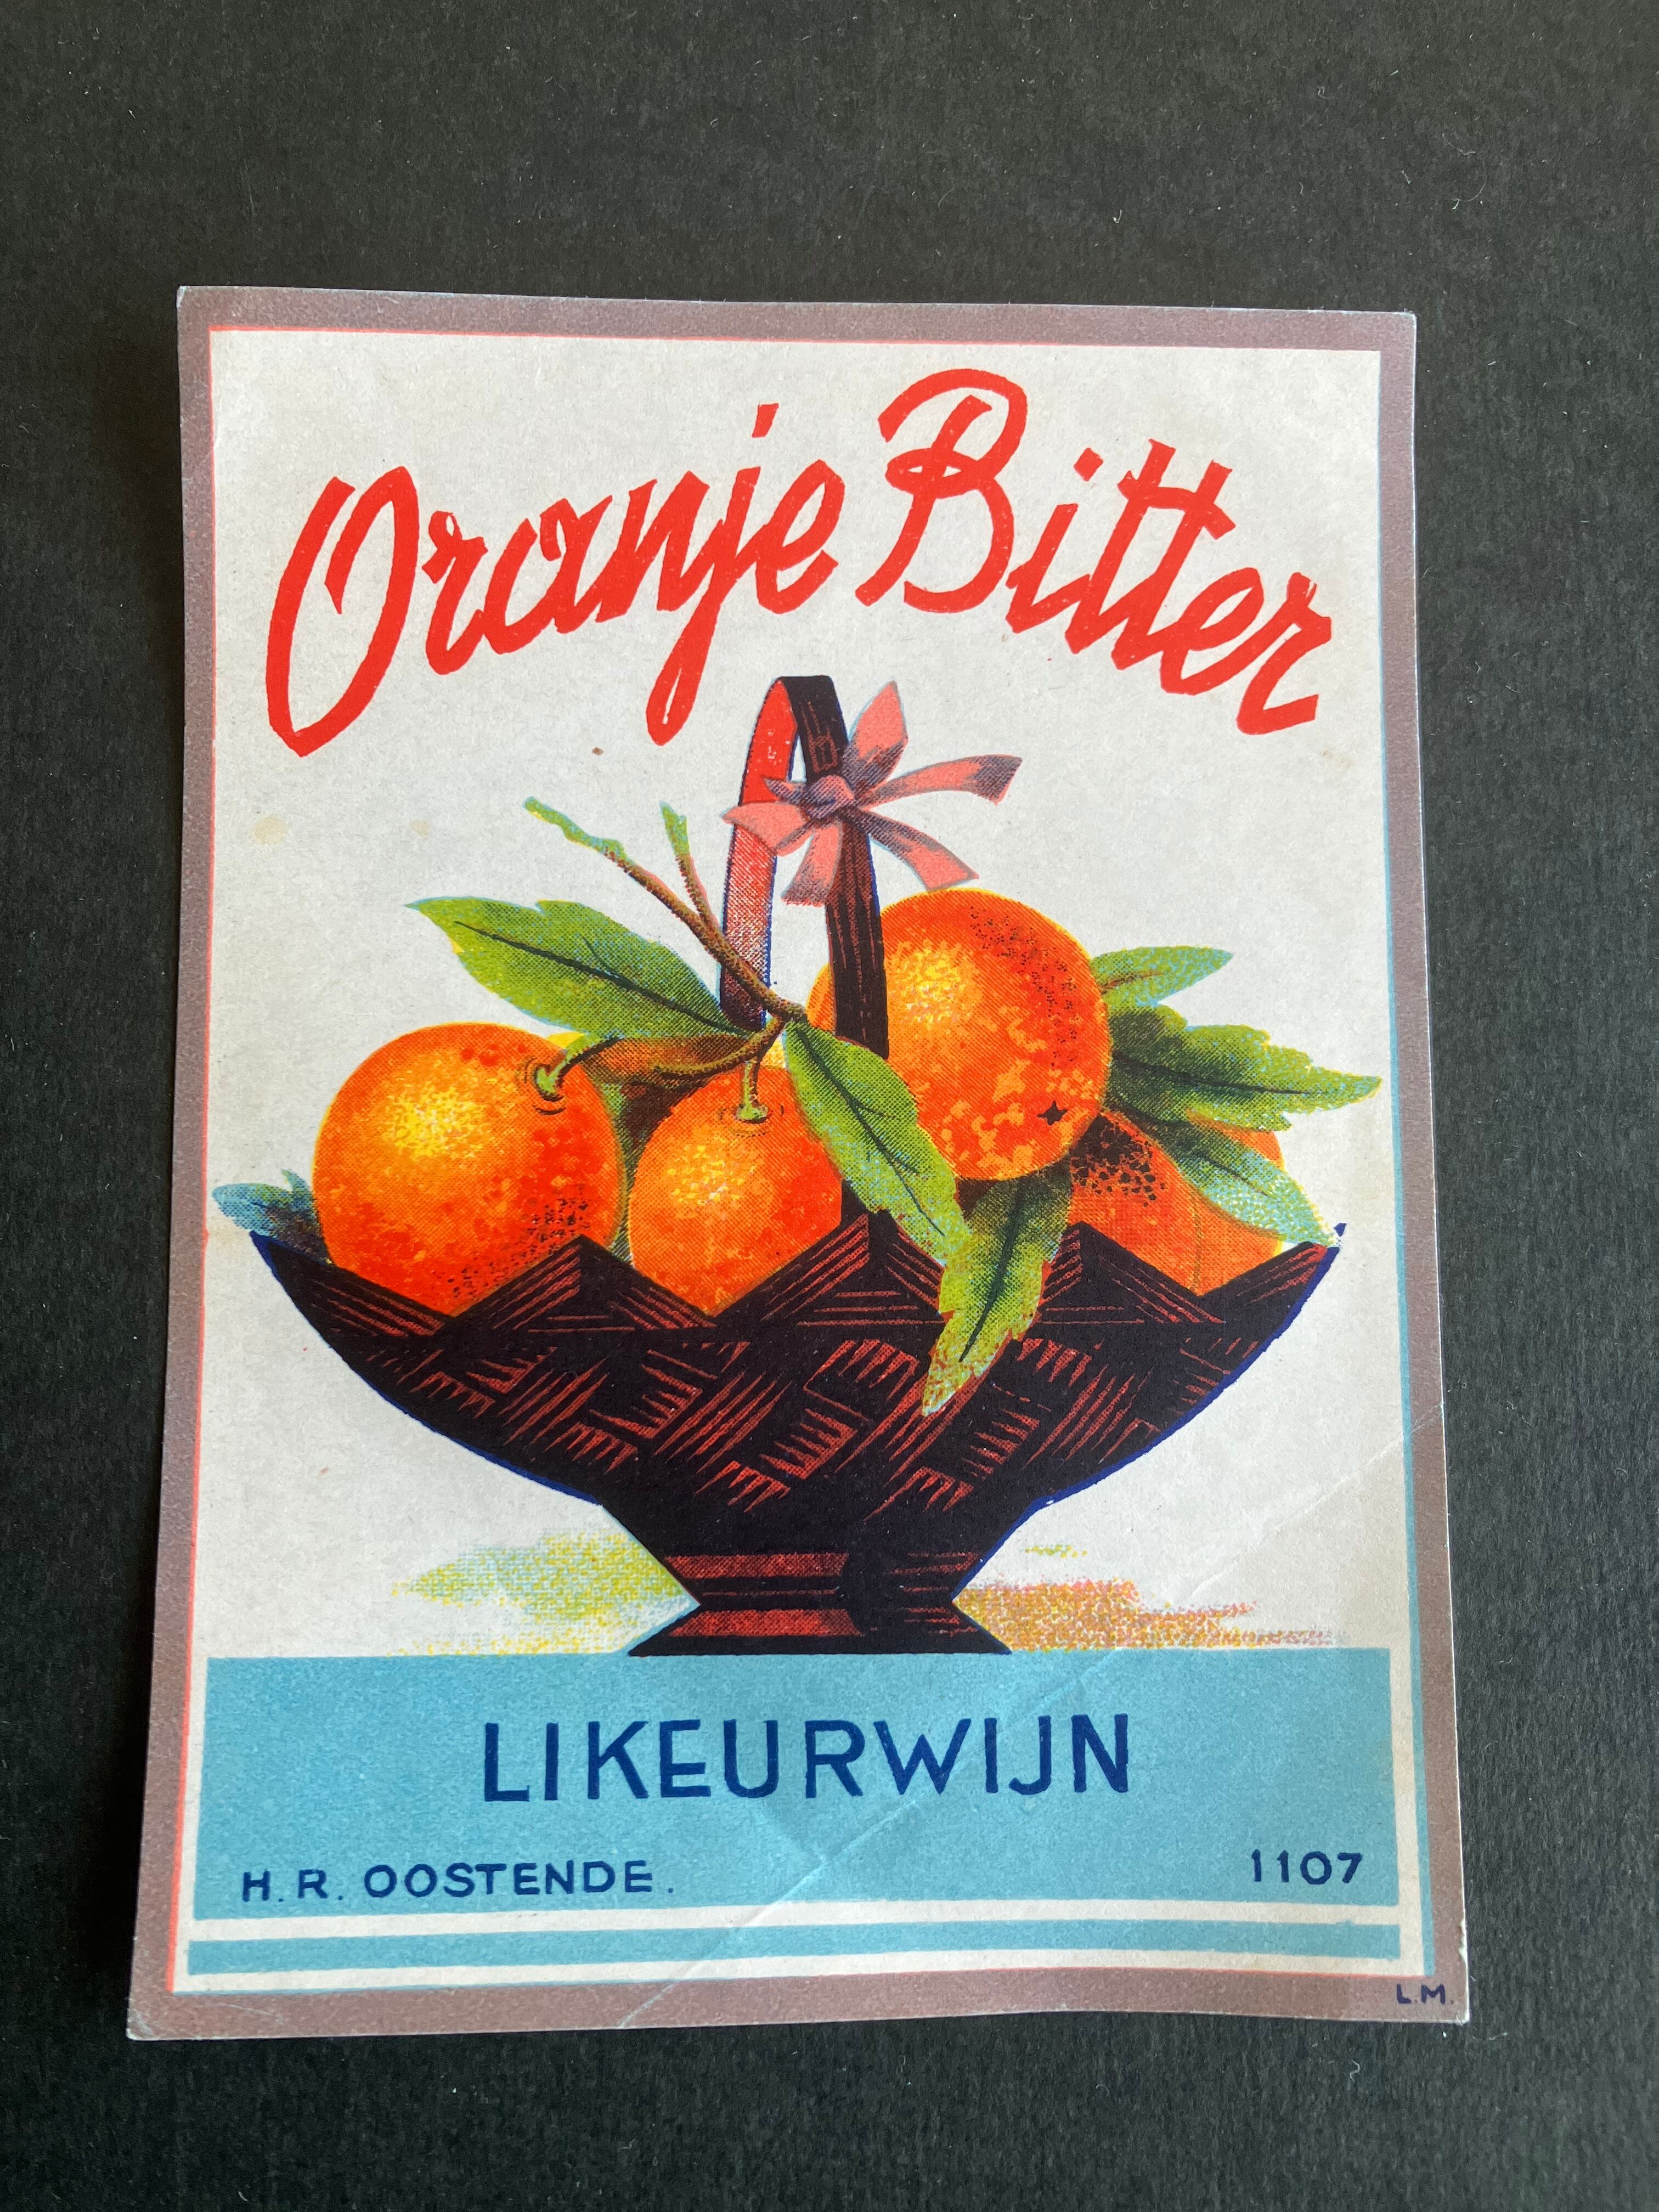 Oranje Bitter
LIKEURWIJN
H. R. OOSTENDE. 1107
L.M.